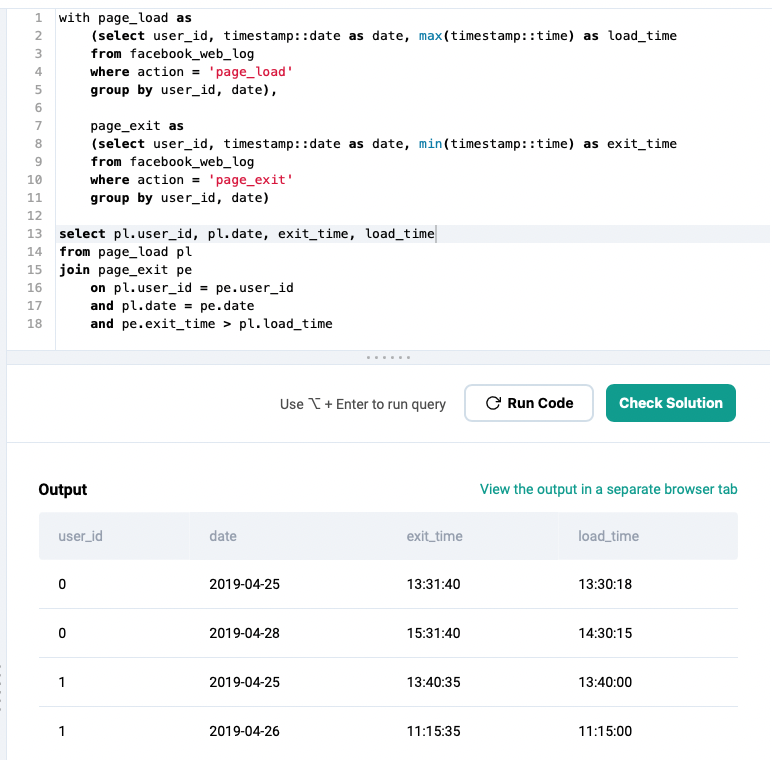 1 with page_load as
2 (select user_id, timestamp::date as date, max(timestamp::time) as load_time
3 from facebook_web_log
4 where action = 'page_load'
5 group by user_id, date),
6
7 page_exit as
8 (select user_id, timestamp::date as date, min(timestamp::time) as exit_time
9 from facebook_web_log
10 where action = 'page_exit'
11 group by user_id, date)
12
13 select pl.user_id, pl.date, exit_time, load_time
14 from page_load pl
15 join page_exit pe
16 on pl.user_id = pe.user_id
17 and pl.date = pe.date
18 and pe.exit_time > pl.load_time
Use ⌥ + Enter to run query Run Code Check Solution
Output View the output in a separate browser tab
user_id date exit_time load_time
0 2019-04-25 13:31:40 13:30:18
0 2019-04-28 15:31:40 14:30:15
1 2019-04-25 13:40:35 13:40:00
1 2019-04-26 11:15:35 11:15:00